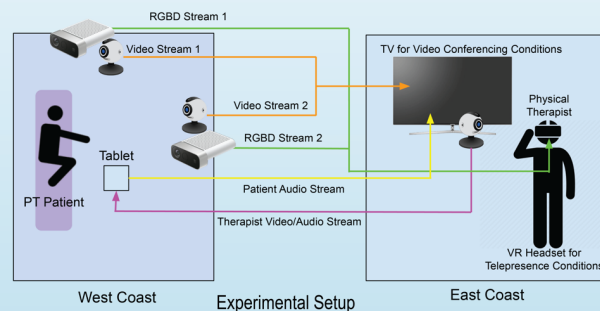 RGBD Stream 1
Video Stream 1
TV for Video Conferencing Conditions
Video Stream 2
Physical
Therapist
RGBD Stream 2
Tablet
Patient Audio Stream
PT Patient
Therapist Video/Audio Stream
VR Headset for
Telepresence Conditions
West Coast
East Coast
Experimental Setup